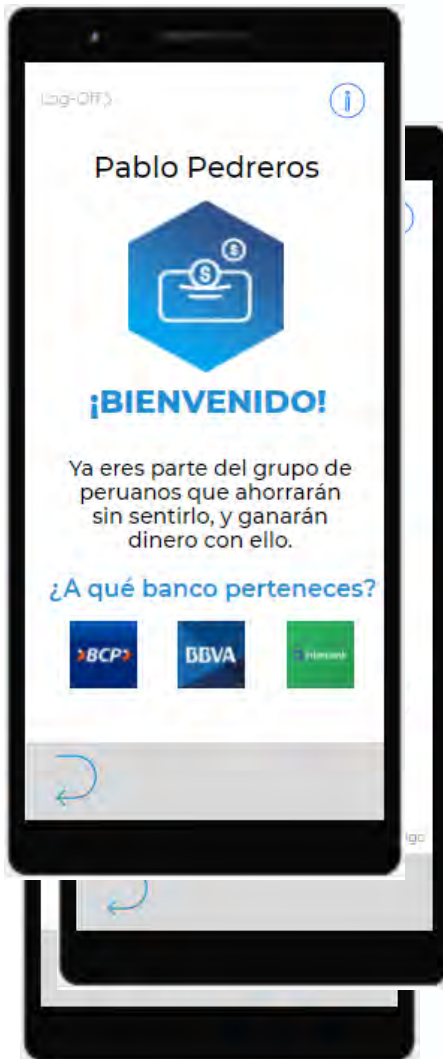 Log-Off
Pablo Pedreros
¡BIENVENIDO!
Ya eres parte del grupo de
peruanos que ahorrarán
sin sentirlo, y ganarán
dinero con ello.
¿A qué banco perteneces?
BCP BBVA Interbank